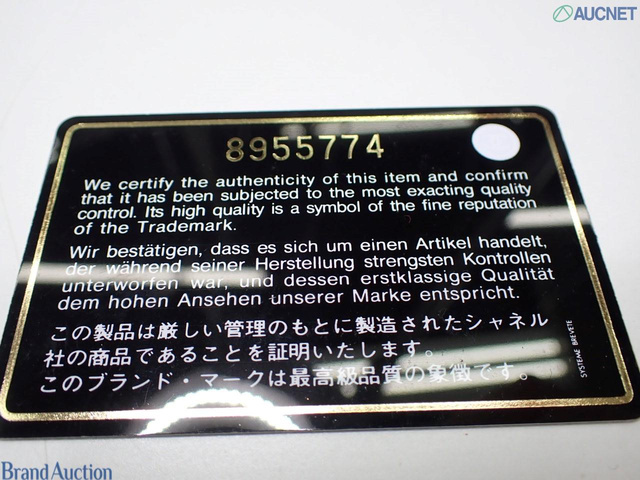 AUCNET
8955774
We certify the authenticity of this item and confirm
that it has been subjected to the most exacting quality
control. Its high quality is a symbol of the fine reputation
of the Trademark.
Wir bestätigen, dass es sich um einen Artikel handelt,
der während seiner Herstellung strengsten Kontrollen
unterworfen war, und dessen erstklassige Qualität
dem hohen Ansehen unserer Marke entspricht.
この製品は厳しい管理のもとに製造されたシャネル
社の商品であることを証明いたします。
このブランド・マークは最高級品質の象徴です。
SYSTEME BREVETE
Brand Auction